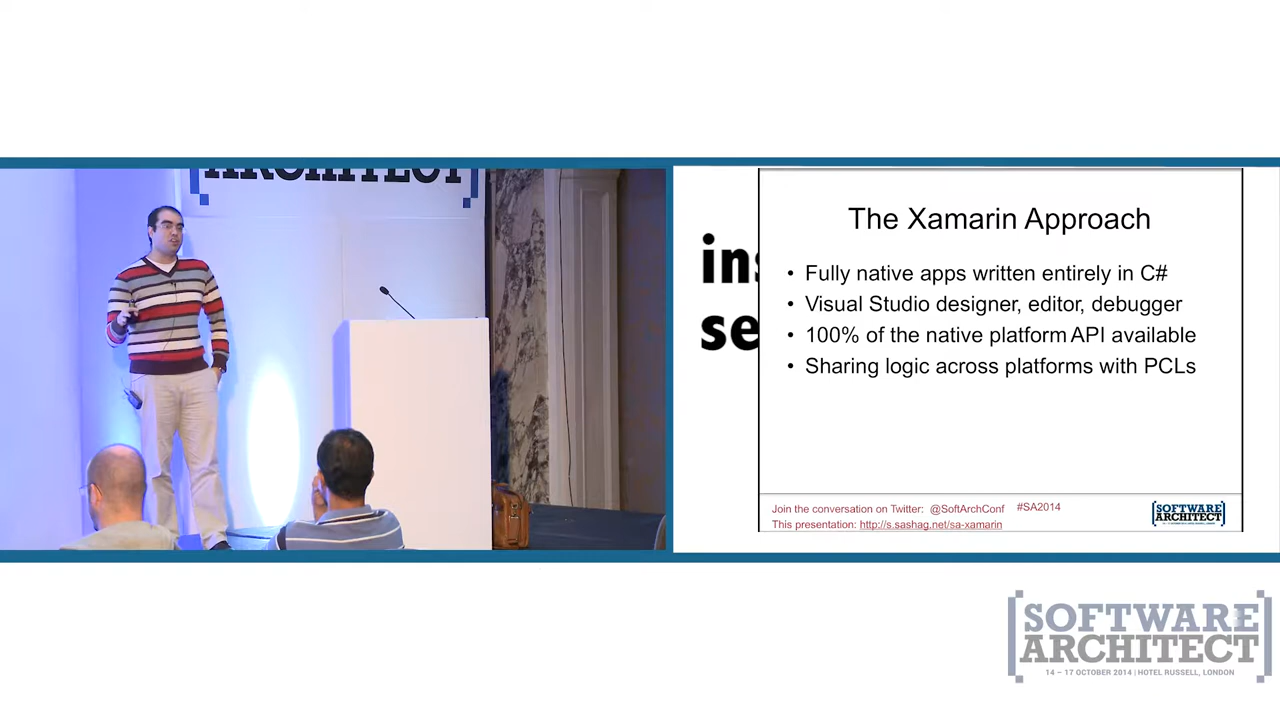 ARCHITECT
The Xamarin Approach
• Fully native apps written entirely in C#
• Visual Studio designer, editor, debugger
• 100% of the native platform API available
• Sharing logic across platforms with PCLs
Join the conversation on Twitter: @SoftArchConf #SA2014
This presentation: http://s.sashag.net/sa-xamarin
SOFTWARE
ARCHITECT
SOFTWARE
ARCHITECT
14 – 17 OCTOBER 2014 | HOTEL RUSSELL, LONDON